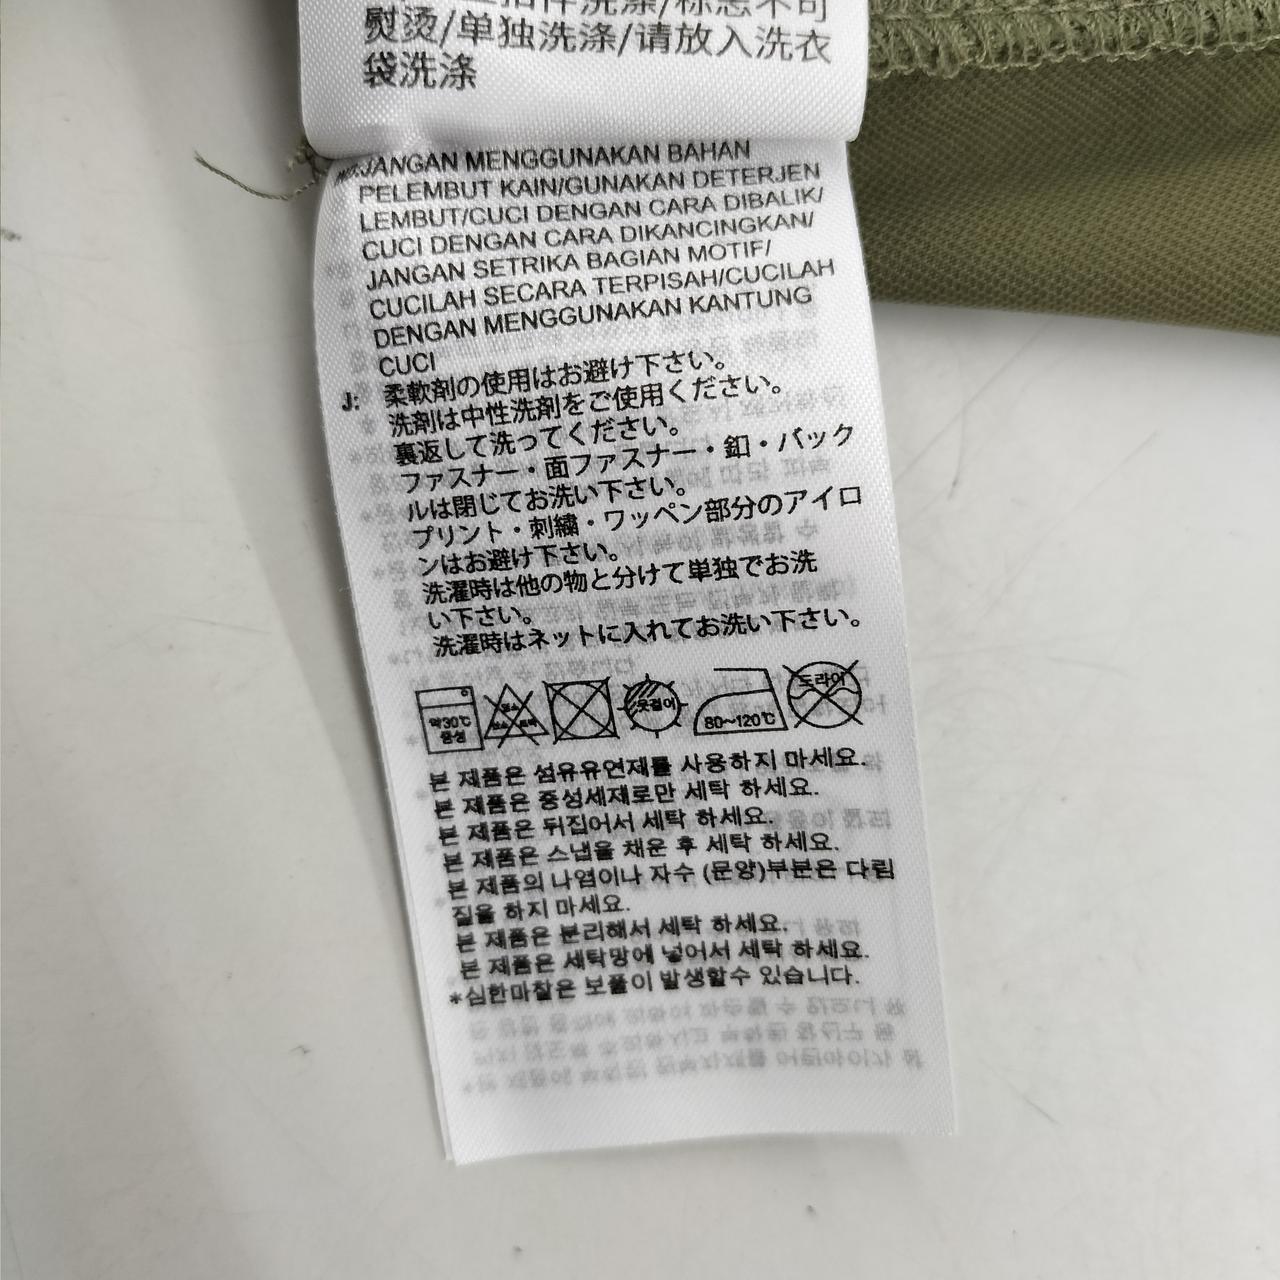 熨烫/单独洗涤/请放入洗衣
袋洗涤
JANGAN MENGGUNAKAN BAHAN
PELEMBUT KAIN/GUNAKAN DETERJEN
LEMBUT/CUCI DENGAN CARA DIBALIK/
CUCI DENGAN CARA DIKANCINGKAN/
JANGAN SETRIKA BAGIAN MOTIF/
CUCILAH SECARA TERPISAH/CUCILAH
DENGAN MENGGUNAKAN KANTUNG
CUCI
J: 柔軟剤の使用はお避け下さい。
洗剤は中性洗剤をご使用ください。
裏返して洗ってください。
ファスナー・面ファスナー・釦・バック
ルは閉じてお洗い下さい。
プリント・刺繍・ワッペン部分のアイロ
ンはお避け下さい。
洗濯時は他の物と分けて単独でお洗
い下さい。
洗濯時はネットに入れてお洗い下さい。
약30℃
중성
옷걸이
80~120℃
드라이
본 제품은 섬유유연제를 사용하지 마세요.
본 제품은 중성세제로만 세탁 하세요.
본 제품은 뒤집어서 세탁 하세요.
본 제품은 스냅을 채운 후 세탁 하세요.
본 제품의 나염이나 자수 (문양)부분은 다림
질을 하지 마세요.
본 제품은 분리해서 세탁 하세요.
본 제품은 세탁망에 넣어서 세탁 하세요.
*심한마찰은 보풀이 발생할수 있습니다.